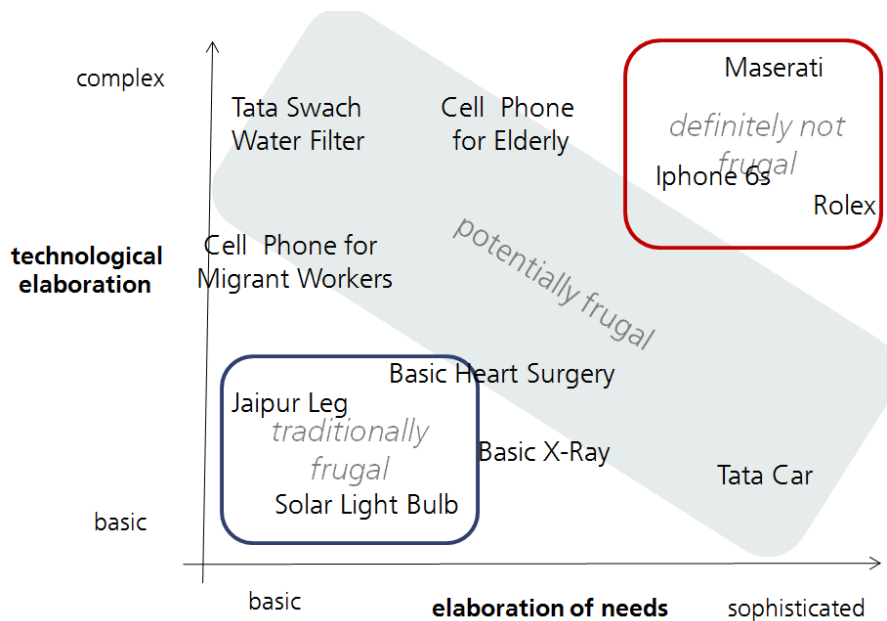 complex
Maserati
Tata Swach
Water Filter
Cell Phone
for Elderly
definitely not
frugal
Iphone 6s
Rolex
technological
elaboration
Cell Phone for
Migrant Workers
potentially frugal
Basic Heart Surgery
Jaipur Leg
traditionally
frugal
Basic X-Ray
Tata Car
Solar Light Bulb
basic
basic
elaboration of needs
sophisticated